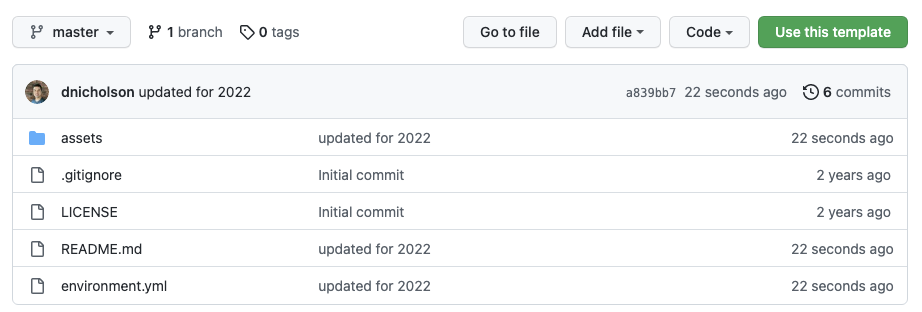 master 1 branch 0 tags Go to file Add file Code Use this template
dnicholson updated for 2022 a839bb7 22 seconds ago 6 commits
assets updated for 2022 22 seconds ago
.gitignore Initial commit 2 years ago
LICENSE Initial commit 2 years ago
README.md updated for 2022 22 seconds ago
environment.yml updated for 2022 22 seconds ago